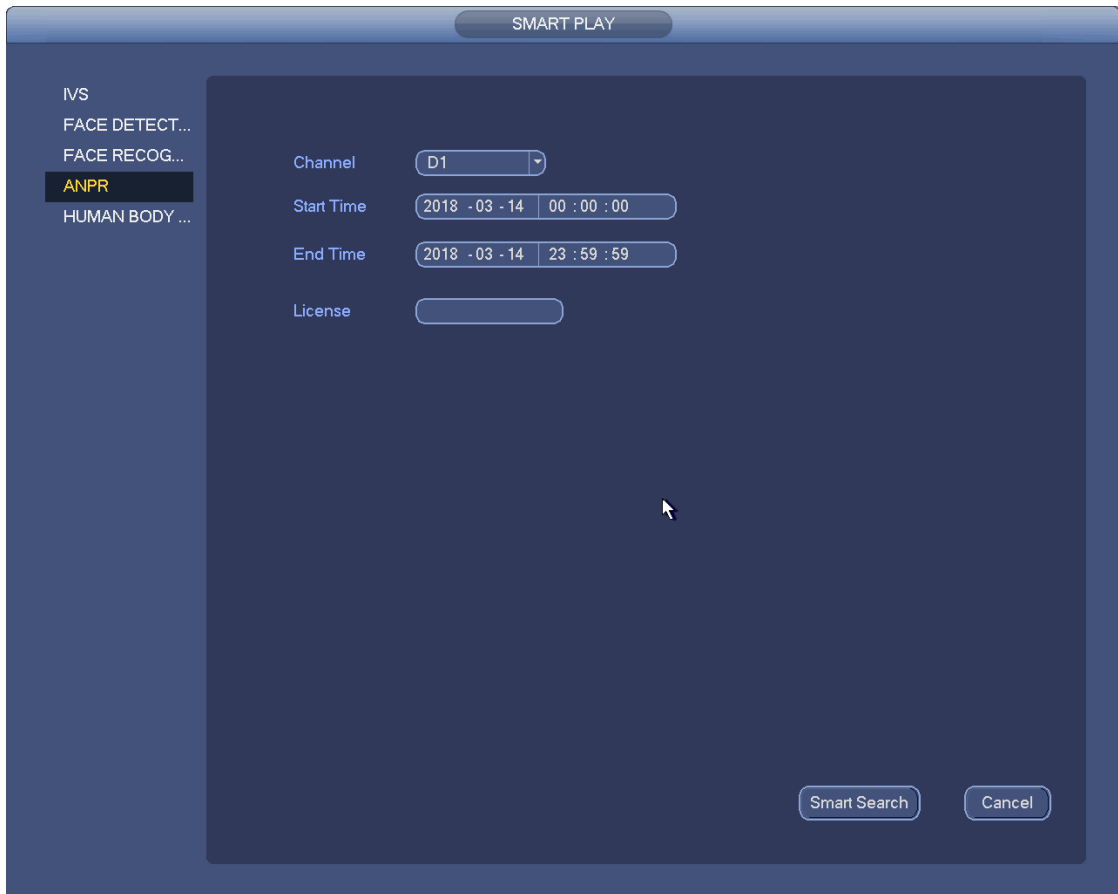 SMART PLAY
IVS
FACE DETECT...
FACE RECOG...
ANPR
HUMAN BODY ...
Channel D1
Start Time 2018 - 03 - 14 00 : 00 : 00
End Time 2018 - 03 - 14 23 : 59 : 59
License
Smart Search Cancel